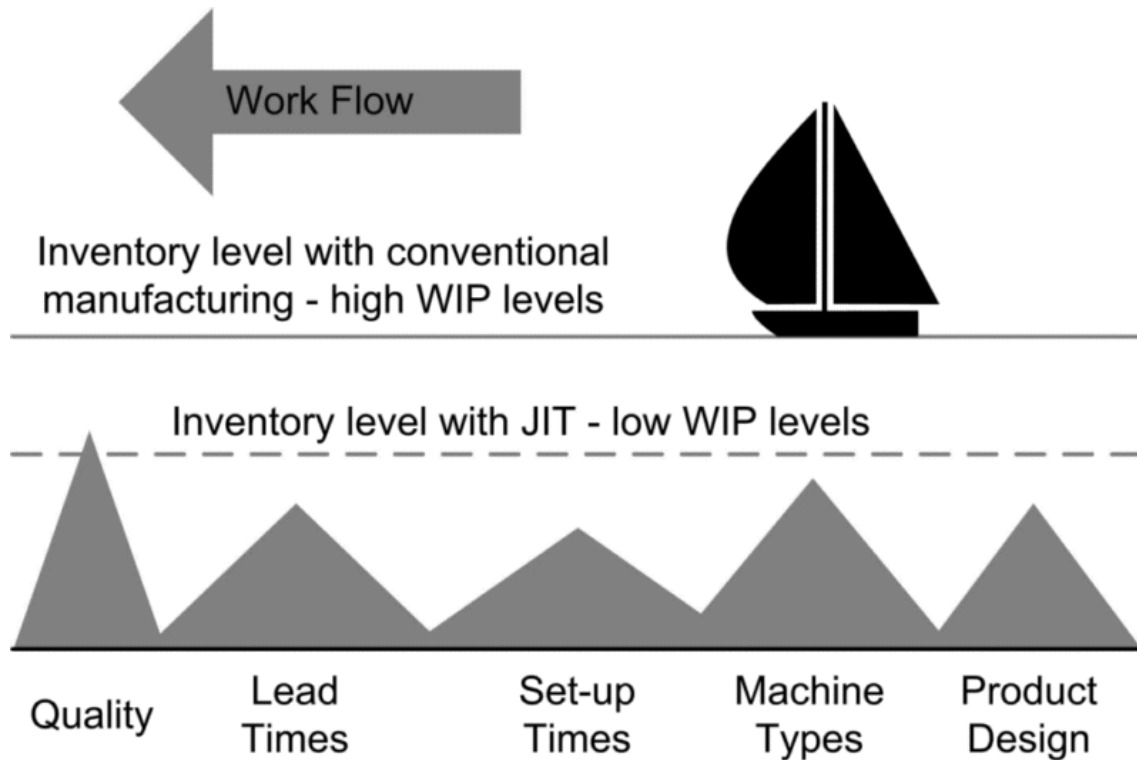 Work Flow
Inventory level with conventional
manufacturing - high WIP levels
Inventory level with JIT - low WIP levels
Quality
Lead
Times
Set-up
Times
Machine
Types
Product
Design